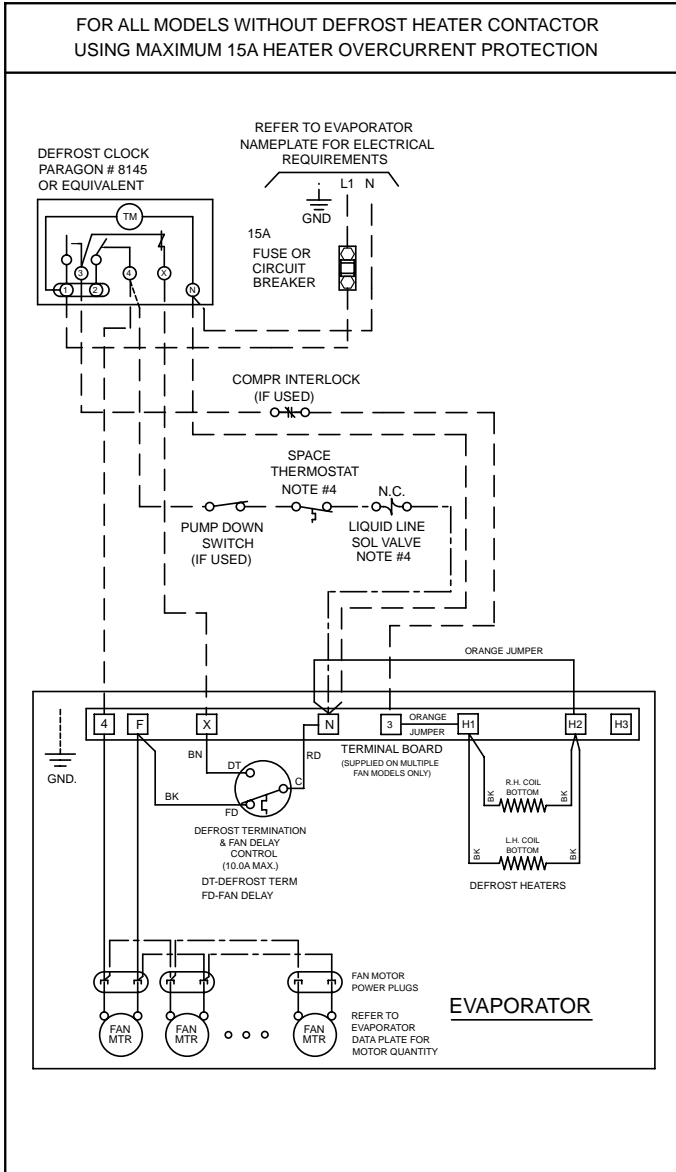 FOR ALL MODELS WITHOUT DEFROST HEATER CONTACTOR
USING MAXIMUM 15A HEATER OVERCURRENT PROTECTION
REFER TO EVAPORATOR
NAMEPLATE FOR ELECTRICAL
REQUIREMENTS
DEFROST CLOCK
PARAGON # 8145
OR EQUIVALENT
L1 N
GND
TM
15A
FUSE OR
CIRCUIT
BREAKER
3 4 X
1 2 N
COMPR INTERLOCK
(IF USED)
SPACE
THERMOSTAT
NOTE #4
N.C.
PUMP DOWN
SWITCH
(IF USED)
LIQUID LINE
SOL VALVE
NOTE #4
ORANGE JUMPER
4 F X N 3 ORANGE
JUMPER H1 H2 H3
GND.
TERMINAL BOARD
(SUPPLIED ON MULTIPLE
FAN MODELS ONLY)
BN
RD
DT
C
BK
FD
R.H. COIL
BOTTOM
BK BK
L.H. COIL
BOTTOM
BK BK
DEFROST HEATERS
DEFROST TERMINATION
& FAN DELAY
CONTROL
(10.0A MAX.)
DT-DEFROST TERM
FD-FAN DELAY
FAN MOTOR
POWER PLUGS
EVAPORATOR
FAN
MTR
FAN
MTR
FAN
MTR
REFER TO
EVAPORATOR
DATA PLATE FOR
MOTOR QUANTITY